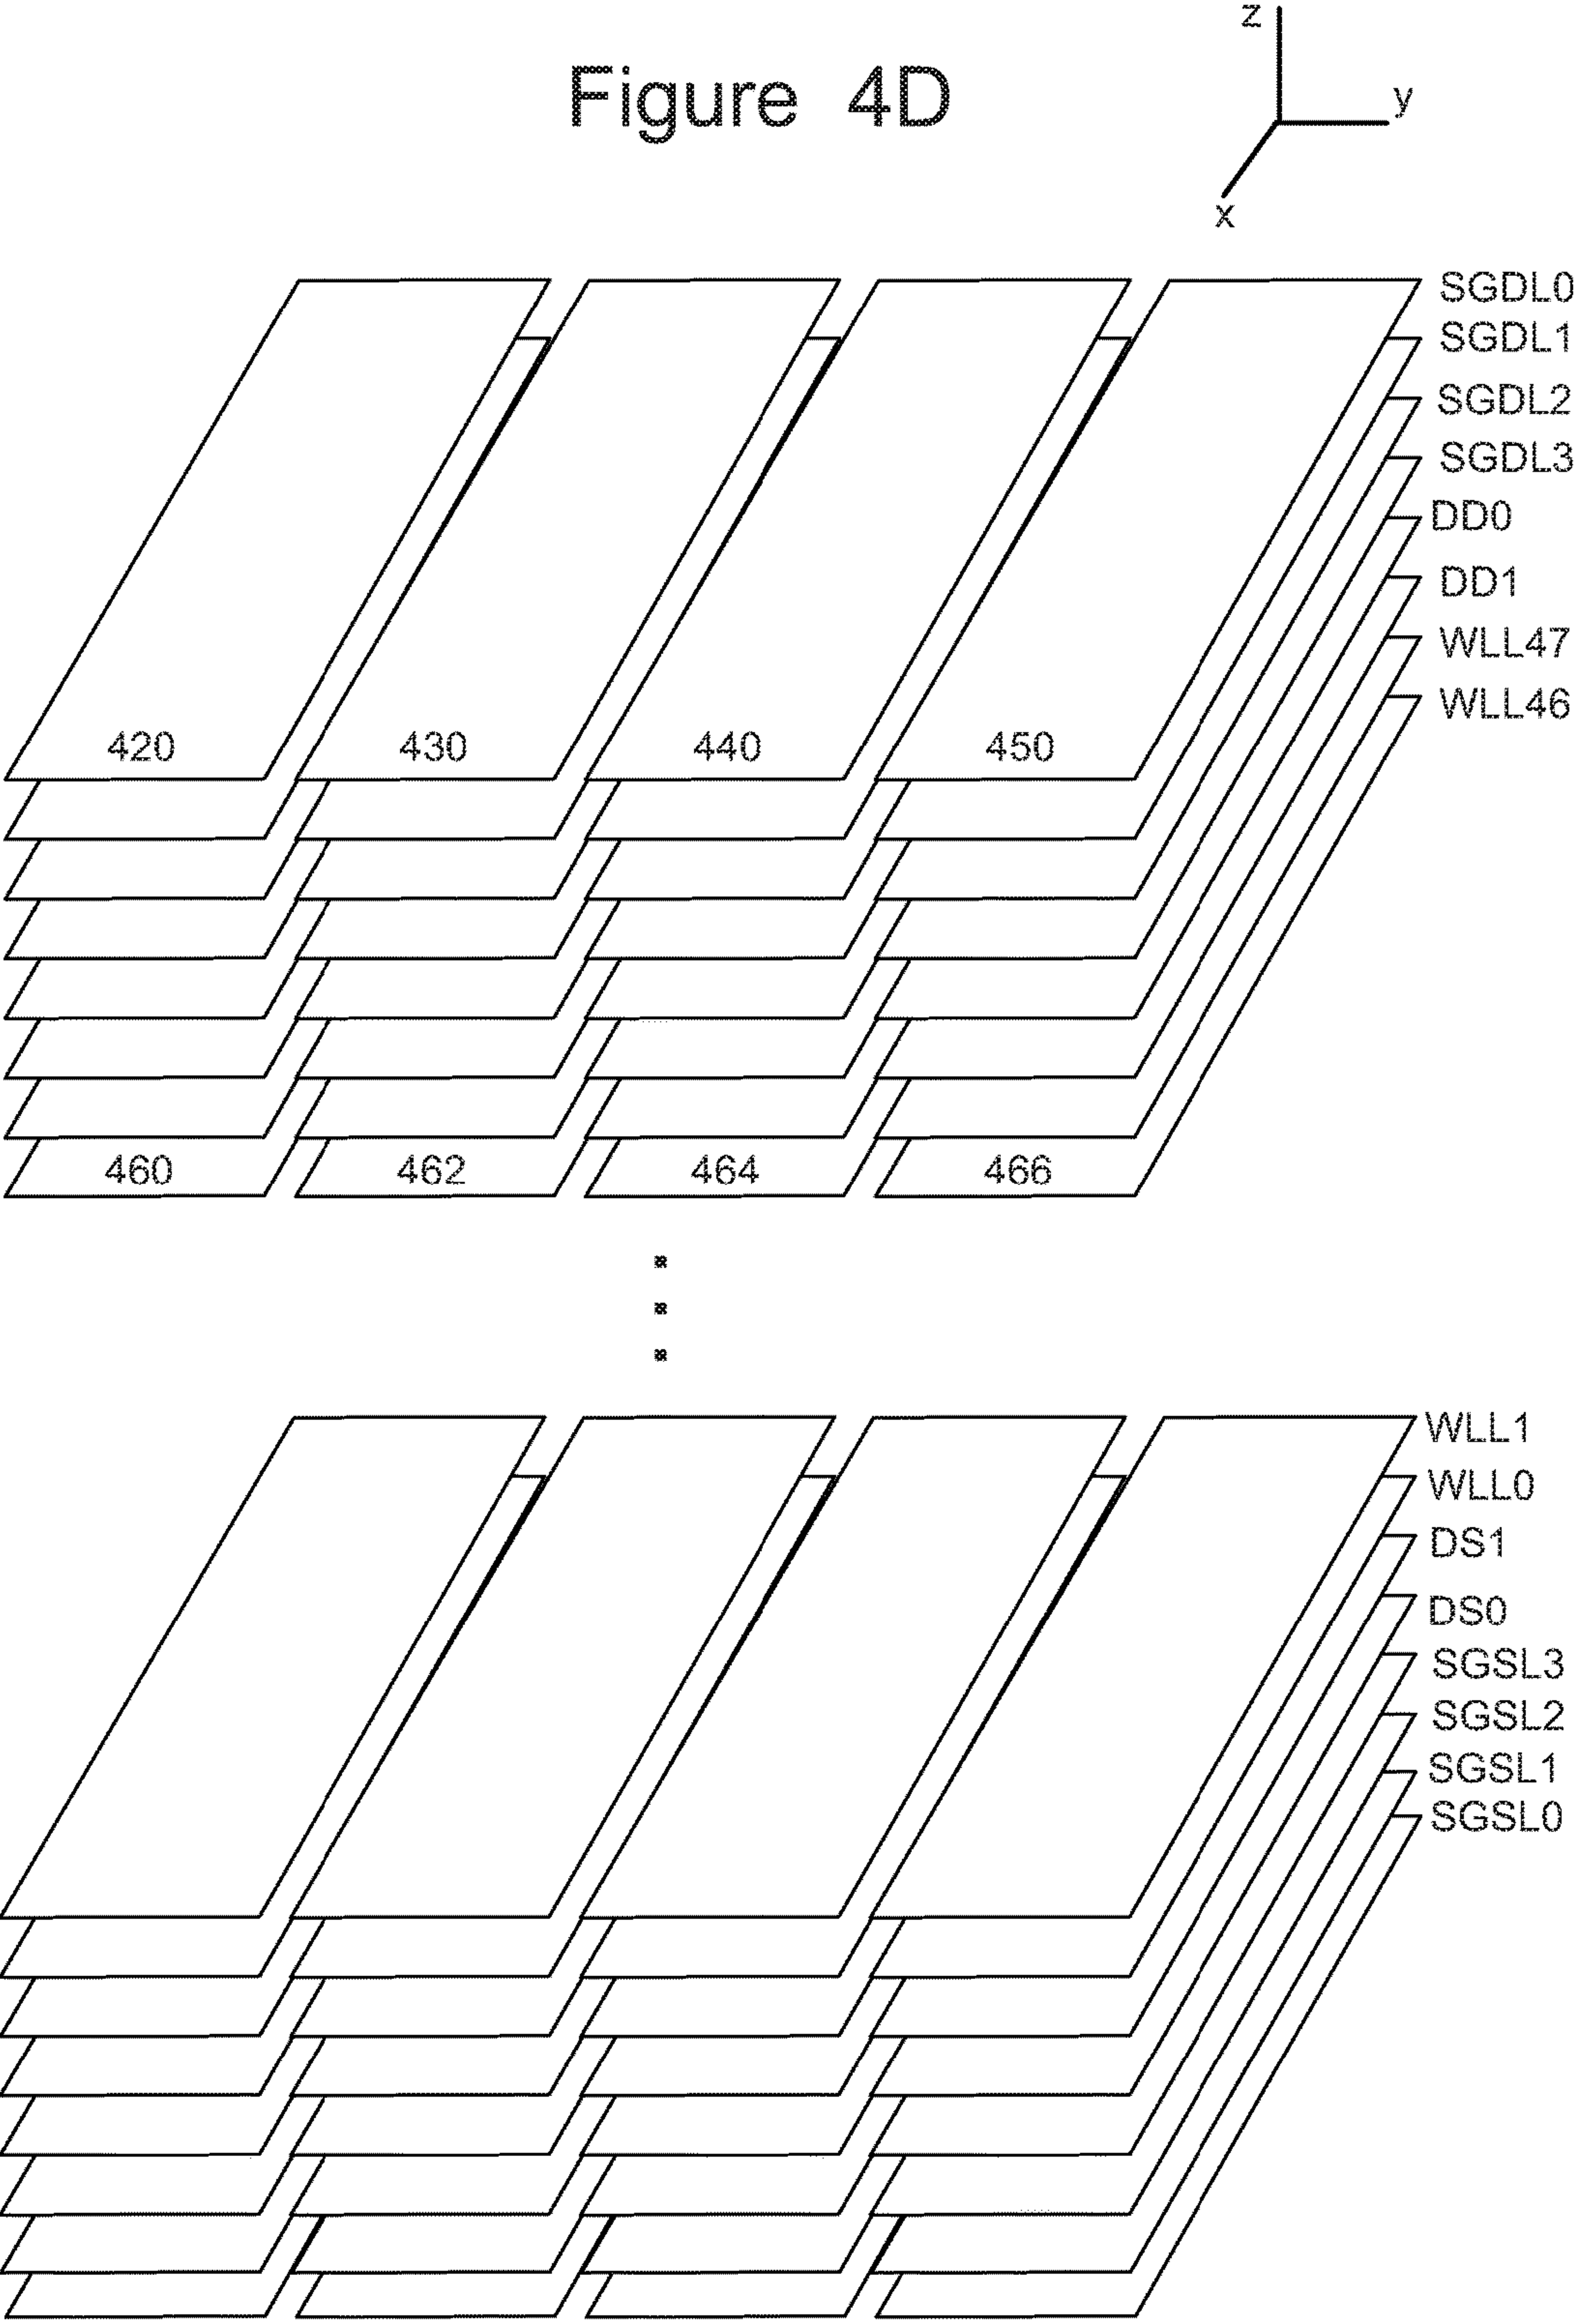 Figure 4D
z
y
x
SGDL0
SGDL1
SGDL2
SGDL3
DD0
DD1
WLL47
WLL46
420 430 440 450
460 462 464 466
WLL1
WLL0
DS1
DS0
SGSL3
SGSL2
SGSL1
SGSL0